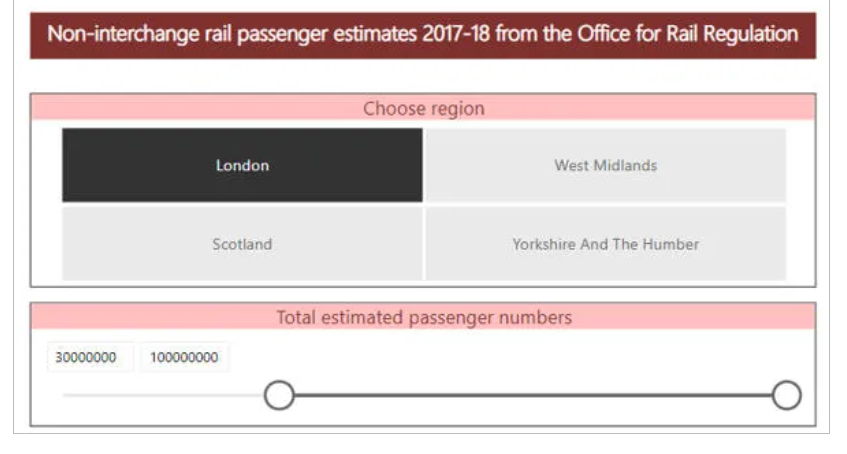 Non-interchange rail passenger estimates 2017-18 from the Office for Rail Regulation
Choose region
London
West Midlands
Scotland
Yorkshire And The Humber
Total estimated passenger numbers
30000000
100000000